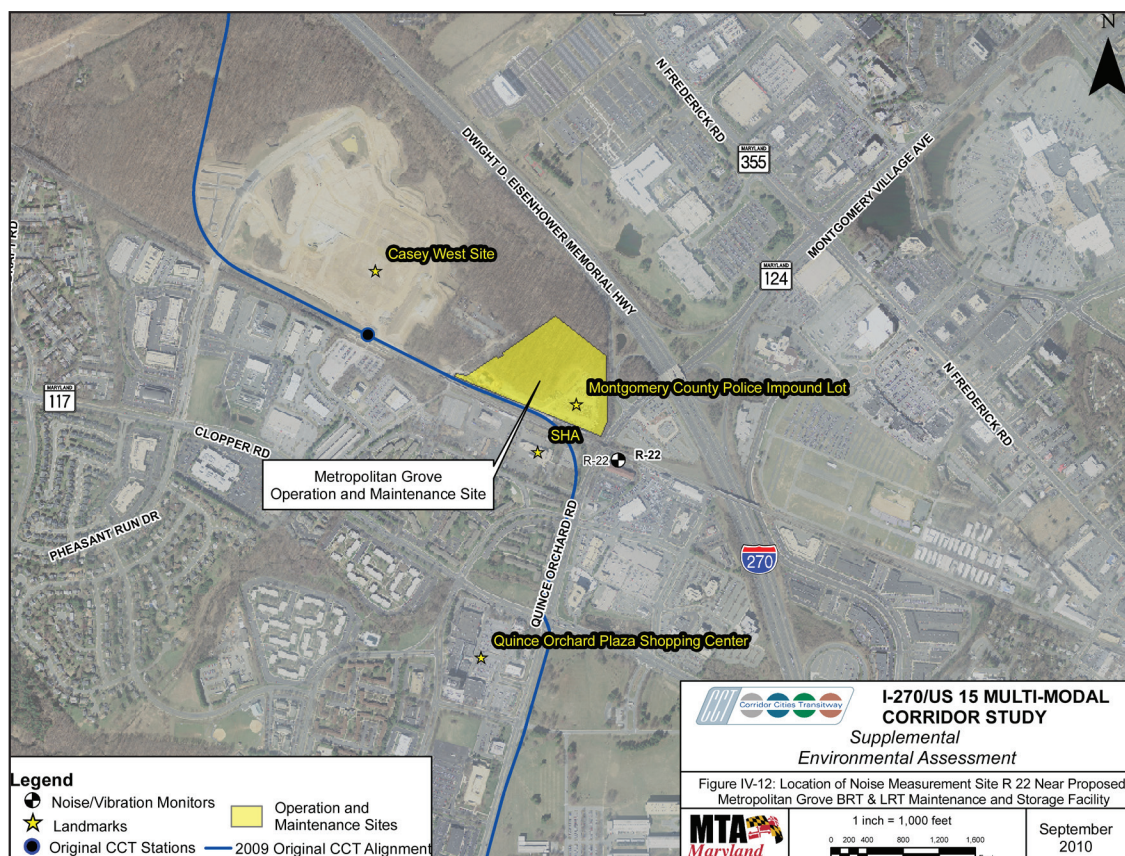 N
N FREDERICK RD
MARYLAND
355
DWIGHT D. EISENHOWER MEMORIAL HWY
MONTGOMERY VILLAGE AVE
MARYLAND
124
Casey West Site
MARYLAND
117
CLOPPER RD
Montgomery County Police Impound Lot
N FREDERICK RD
SHA
R-22
R-22
Metropolitan Grove
Operation and Maintenance Site
PHEASANT RUN DR
QUINCE ORCHARD RD
270
Quince Orchard Plaza Shopping Center
Legend
Noise/Vibration Monitors
Landmarks
Original CCT Stations
Operation and
Maintenance Sites
2009 Original CCT Alignment
CCT
Corridor Cities Transitway
I-270/US 15 MULTI-MODAL
CORRIDOR STUDY
Supplemental
Environmental Assessment
Figure IV-12: Location of Noise Measurement Site R 22 Near Proposed
Metropolitan Grove BRT & LRT Maintenance and Storage Facility
MTA
Maryland
1 inch = 1,000 feet
0 200 400 800 1,200 1,600
September
2010